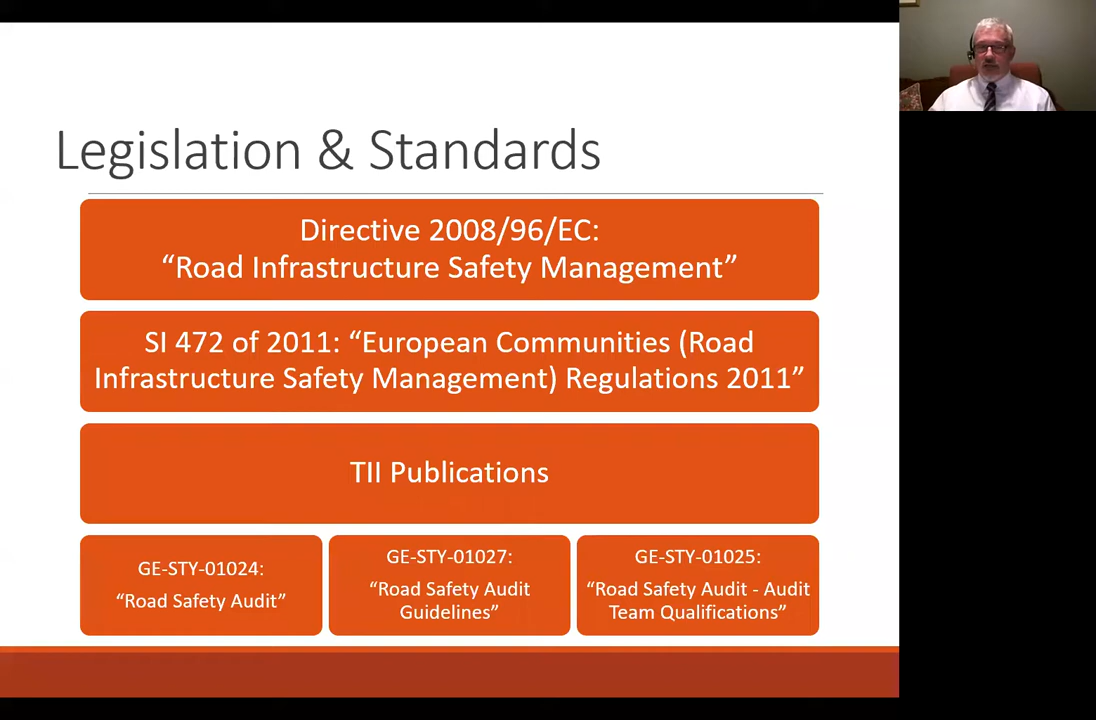 Legislation & Standards
Directive 2008/96/EC:
“Road Infrastructure Safety Management”
SI 472 of 2011: “European Communities (Road
Infrastructure Safety Management) Regulations 2011”
TII Publications
GE-STY-01024:
“Road Safety Audit”
GE-STY-01027:
“Road Safety Audit
Guidelines”
GE-STY-01025:
“Road Safety Audit - Audit
Team Qualifications”